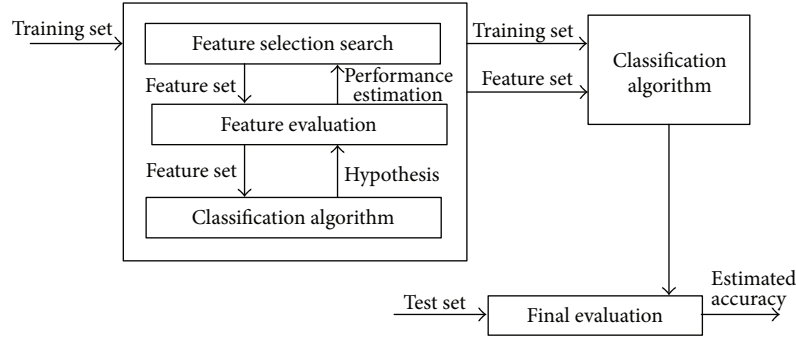 Training set
Feature selection search
Feature set
Performance
estimation
Feature evaluation
Feature set
Hypothesis
Classification algorithm
Training set
Feature set
Classification
algorithm
Test set
Final evaluation
Estimated
accuracy